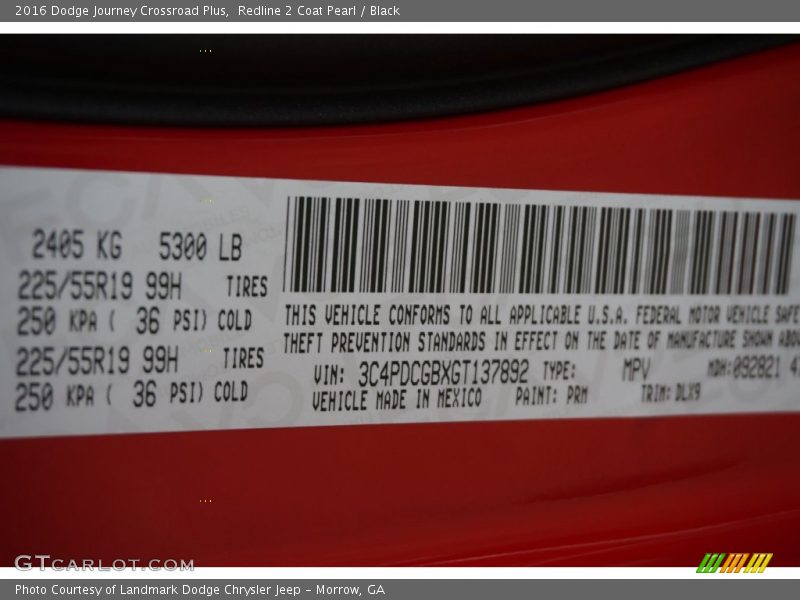 2016 Dodge Journey Crossroad Plus,  Redline 2 Coat Pearl / Black
2405 KG 5300 LB
225/55R19 99H TIRES
250 KPA ( 36 PSI) COLD
225/55R19 99H TIRES
250 KPA ( 36 PSI) COLD
THIS VEHICLE CONFORMS TO ALL APPLICABLE U.S.A. FEDERAL MOTOR VEHICLE SAFE
THEFT PREVENTION STANDARDS IN EFFECT ON THE DATE OF MANUFACTURE SHOWN ABO
VIN: 3C4PDCGBXGT137892 TYPE: MPV MDH:092821 4
VEHICLE MADE IN MEXICO PAINT: PRM TRIM: DLX9
GTCARLOT.COM
Photo Courtesy of Landmark Dodge Chrysler Jeep – Morrow, GA